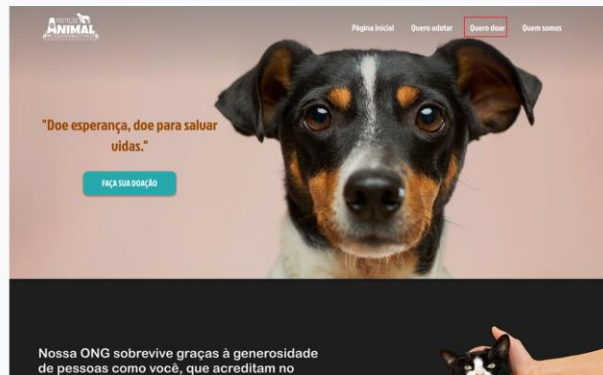 PROTEÇÃO
ANIMAL
Página Inicial
Quero adotar
Quero doar
Quem somos
"Doe esperança, doe para saluar
uidas."
FAÇA SUA DOAÇÃO
Nossa ONG sobrevive graças à generosidade
de pessoas como você, que acreditam no